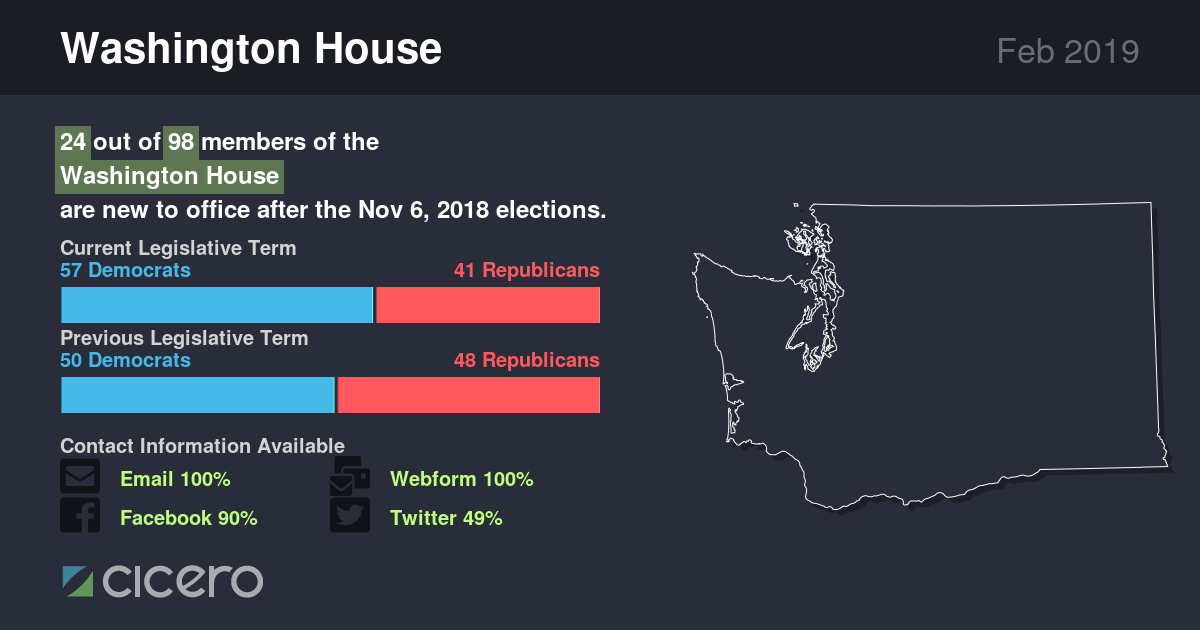 Washington House
Feb 2019
24 out of 98 members of the
Washington House
are new to office after the Nov 6, 2018 elections.
Current Legislative Term
57 Democrats 41 Republicans
Previous Legislative Term
50 Democrats 48 Republicans
Contact Information Available
Email 100% Webform 100%
Facebook 90% Twitter 49%
cicero